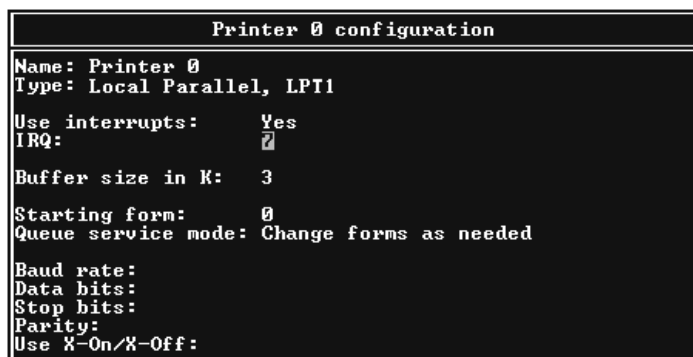 Printer 0 configuration
Name: Printer 0
Type: Local Parallel, LPT1
Use interrupts: Yes
IRQ: 7
Buffer size in K: 3
Starting form: 0
Queue service mode: Change forms as needed
Baud rate:
Data bits:
Stop bits:
Parity:
Use X-On/X-Off: